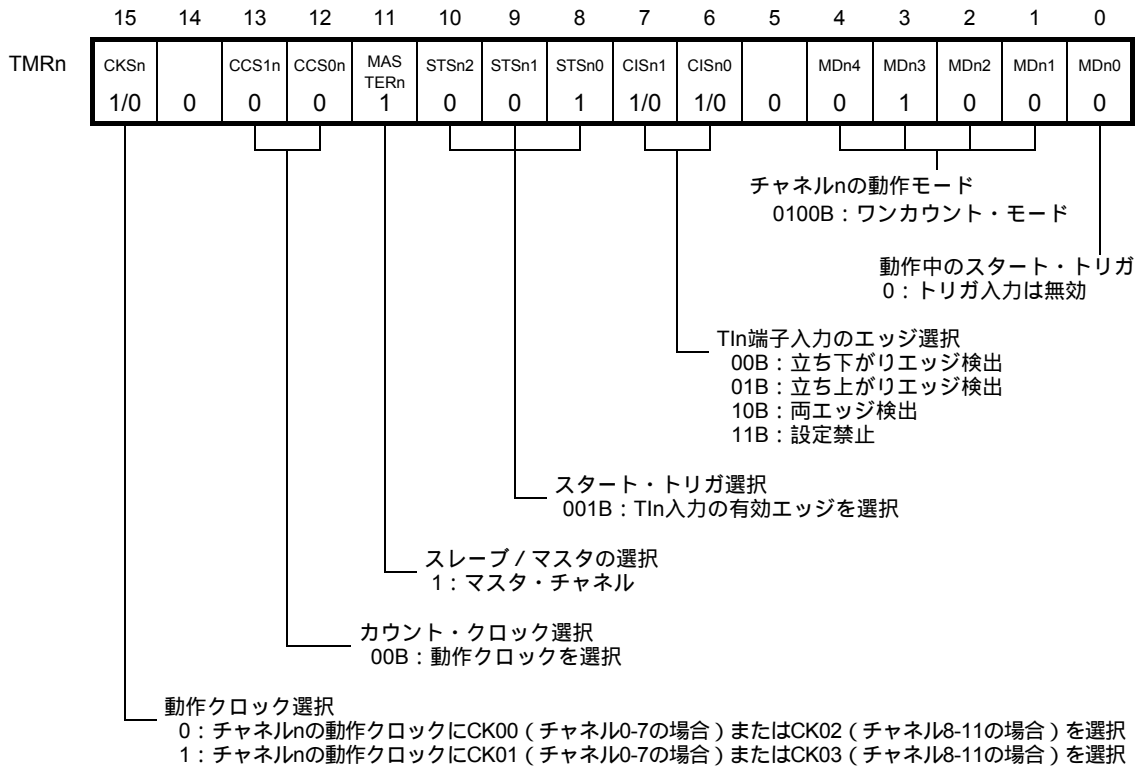 15 14 13 12 11 10 9 8 7 6 5 4 3 2 1 0
TMRn CKSn CCS1n CCS0n MAS TERn STSn2 STSn1 STSn0 CISn1 CISn0 MDn4 MDn3 MDn2 MDn1 MDn0
1/0 0 0 0 1 0 0 1 1/0 1/0 0 0 1 0 0 0
チャネルnの動作モード
0100B：ワンカウント・モード
動作中のスタート・トリガ
0：トリガ入力は無効
TIn端子入力のエッジ選択
00B：立ち下がりエッジ検出
01B：立ち上がりエッジ検出
10B：両エッジ検出
11B：設定禁止
スタート・トリガ選択
001B：TIn入力の有効エッジを選択
スレーブ／マスタの選択
1：マスタ・チャネル
カウント・クロック選択
00B：動作クロックを選択
動作クロック選択
0：チャネルnの動作クロックにCK00（チャネル0-7の場合）またはCK02（チャネル8-11の場合）を選択
1：チャネルnの動作クロックにCK01（チャネル0-7の場合）またはCK03（チャネル8-11の場合）を選択